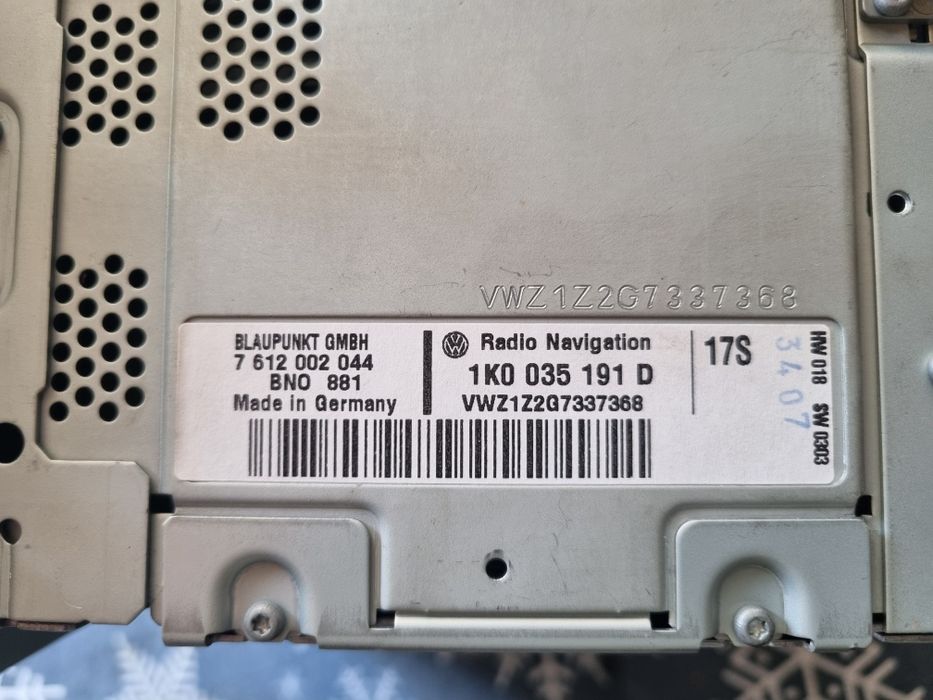 VWZ1Z2G7337368
BLAUPUNKT GMBH
7 612 002 044
BNO 881
Made in Germany
Radio Navigation
1K0 035 191 D
VWZ1Z2G7337368
17S
3407
HW 018 SW 0303